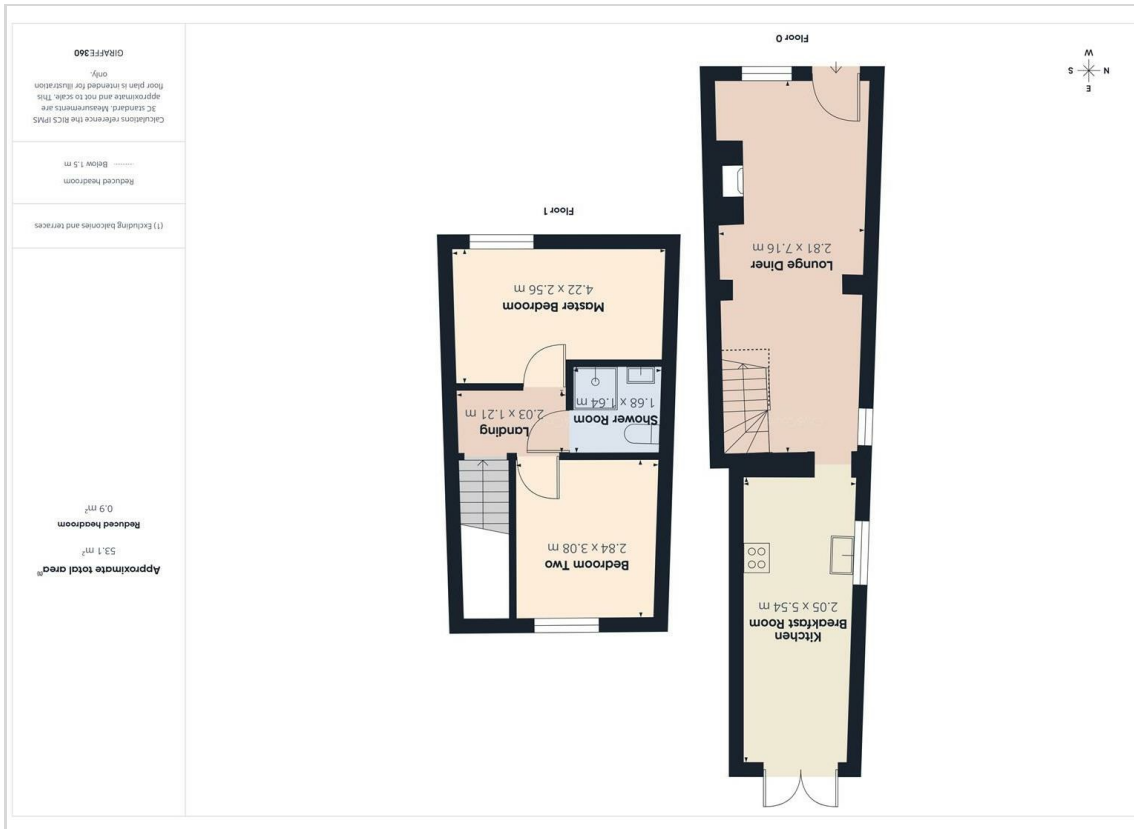 Kitchen
Breakfast Room
2.05 x 5.54 m
Lounge Diner
2.81 x 7.16 m
Floor 0
Bedroom Two
2.84 x 3.08 m
Landing
2.03 x 1.21 m
Shower Room
1.68 x 1.64 m
Master Bedroom
4.22 x 2.56 m
Floor 1
E
N S
W
Approximate total area⁽¹⁾
53.1 m²
Reduced headroom
0.9 m²
(1) Excluding balconies and terraces
Reduced headroom
........ Below 1.5 m
Calculations reference the RICS IPMS
3C standard. Measurements are
approximate and not to scale. This
floor plan is intended for illustration
only.
GIRAFFE360